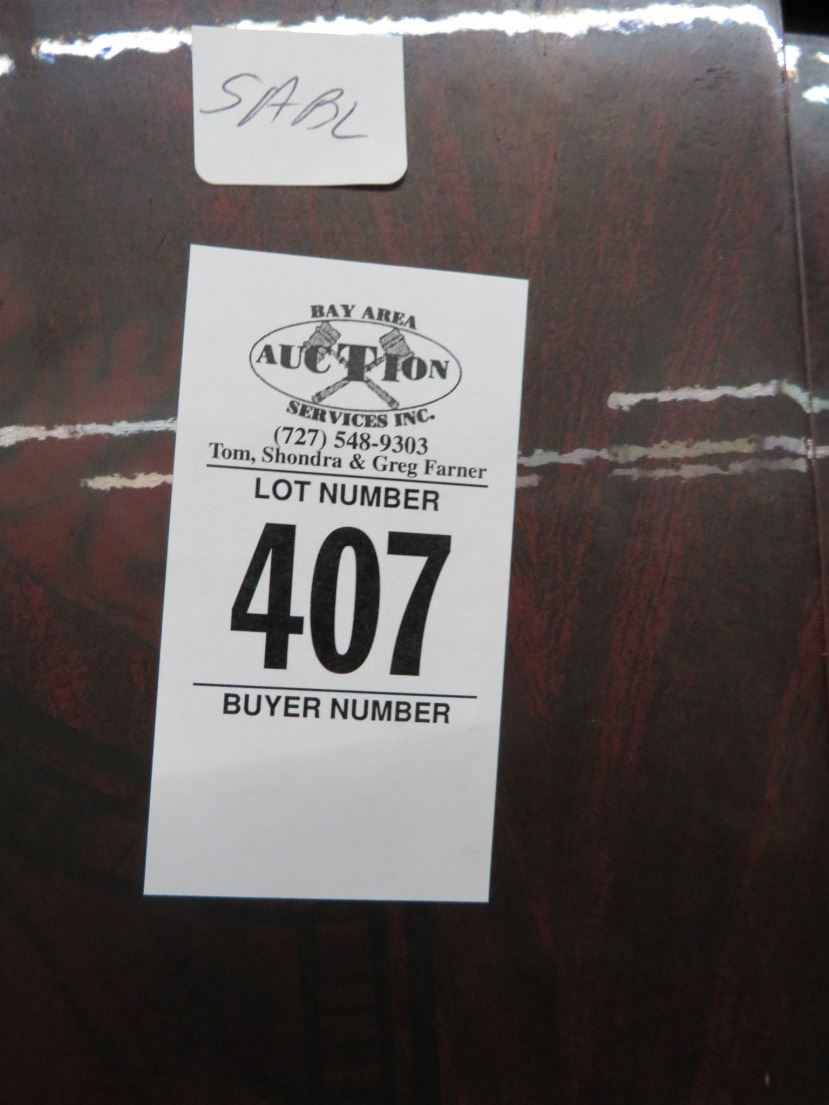 SABL
BAY AREA
AUCTION
SERVICES INC.
(727) 548-9303
Tom, Shondra & Greg Farner
LOT NUMBER
407
BUYER NUMBER